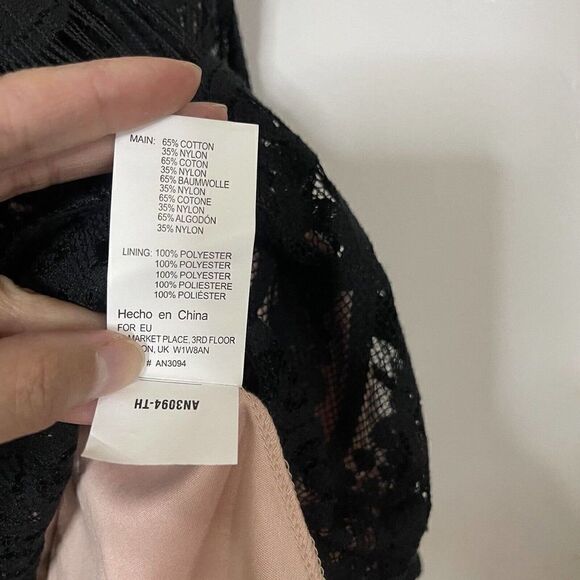 MAIN: 65% COTTON
35% NYLON
65% COTON
35% NYLON
65% BAUMWOLLE
35% NYLON
65% COTONE
35% NYLON
65% ALGODÓN
35% NYLON
LINING: 100% POLYESTER
100% POLYESTER
100% POLYESTER
100% POLIESTERE
100% POLIÉSTER
Hecho en China
FOR EU
MARKET PLACE, 3RD FLOOR
ON, UK W1W8AN
# AN3094
AN3094-TH